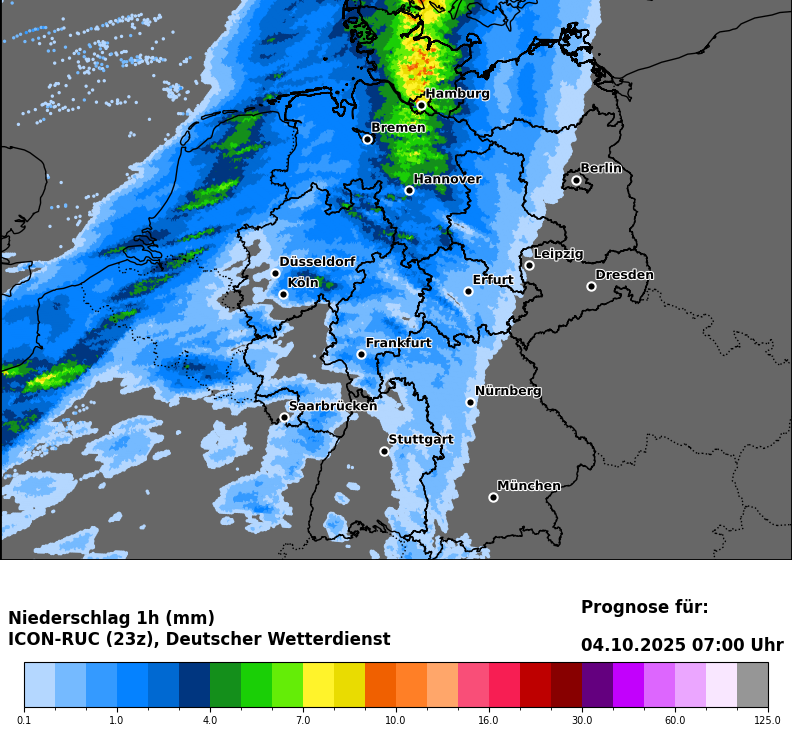 Hamburg
Bremen
Hannover
Berlin
Düsseldorf
Köln
Leipzig
Erfurt
Dresden
Frankfurt
Nürnberg
Saarbrücken
Stuttgart
München
Niederschlag 1h (mm)
ICON-RUC (23z), Deutscher Wetterdienst
Prognose für:
04.10.2025 07:00 Uhr
0.1 1.0 4.0 7.0 10.0 16.0 30.0 60.0 125.0